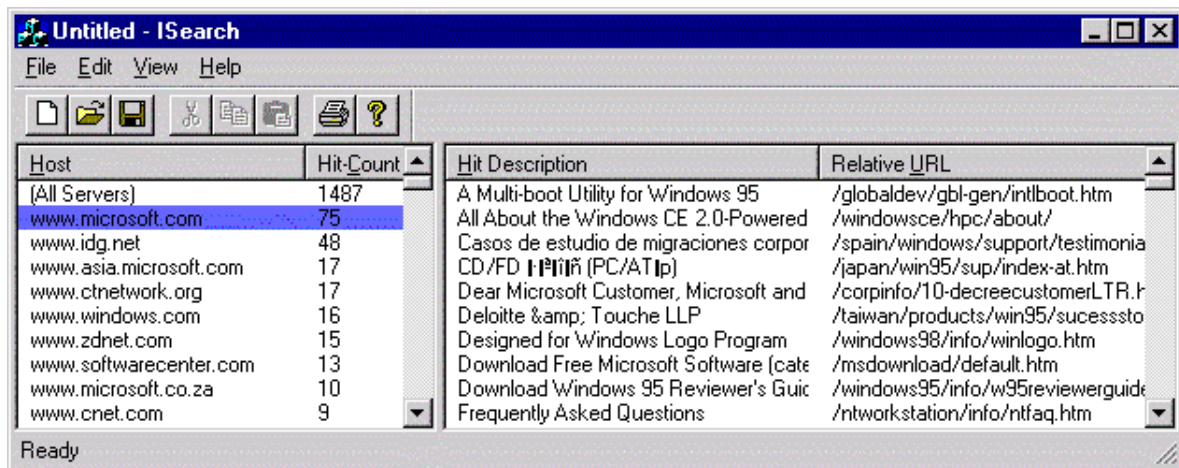 Untitled - ISearch
File Edit View Help
Host Hit-Count Hit Description Relative URL
(All Servers) 1487 A Multi-boot Utility for Windows 95 /globaldev/gbl-gen/intlboot.htm
www.microsoft.com 75 All About the Windows CE 2.0-Powered /windowsce/hpc/about/
www.idg.net 48 Casos de estudio de migraciones corpor /spain/windows/support/testimonia
www.asia.microsoft.com 17 CD/FD (PC/AT p) /japan/win95/sup/index-at.htm
www.ctnetwork.org 17 Dear Microsoft Customer, Microsoft and /corpinfo/10-decreecustomerLTR.h
www.windows.com 16 Deloitte &amp; Touche LLP /taiwan/products/win95/sucesssto
www.zdnet.com 15 Designed for Windows Logo Program /windows98/info/winlogo.htm
www.softwarecenter.com 13 Download Free Microsoft Software (cate /msdownload/default.htm
www.microsoft.co.za 10 Download Windows 95 Reviewer's Guic /windows95/info/w95reviewerguide
www.cnet.com 9 Frequently Asked Questions /ntworkstation/info/ntfaq.htm
Ready